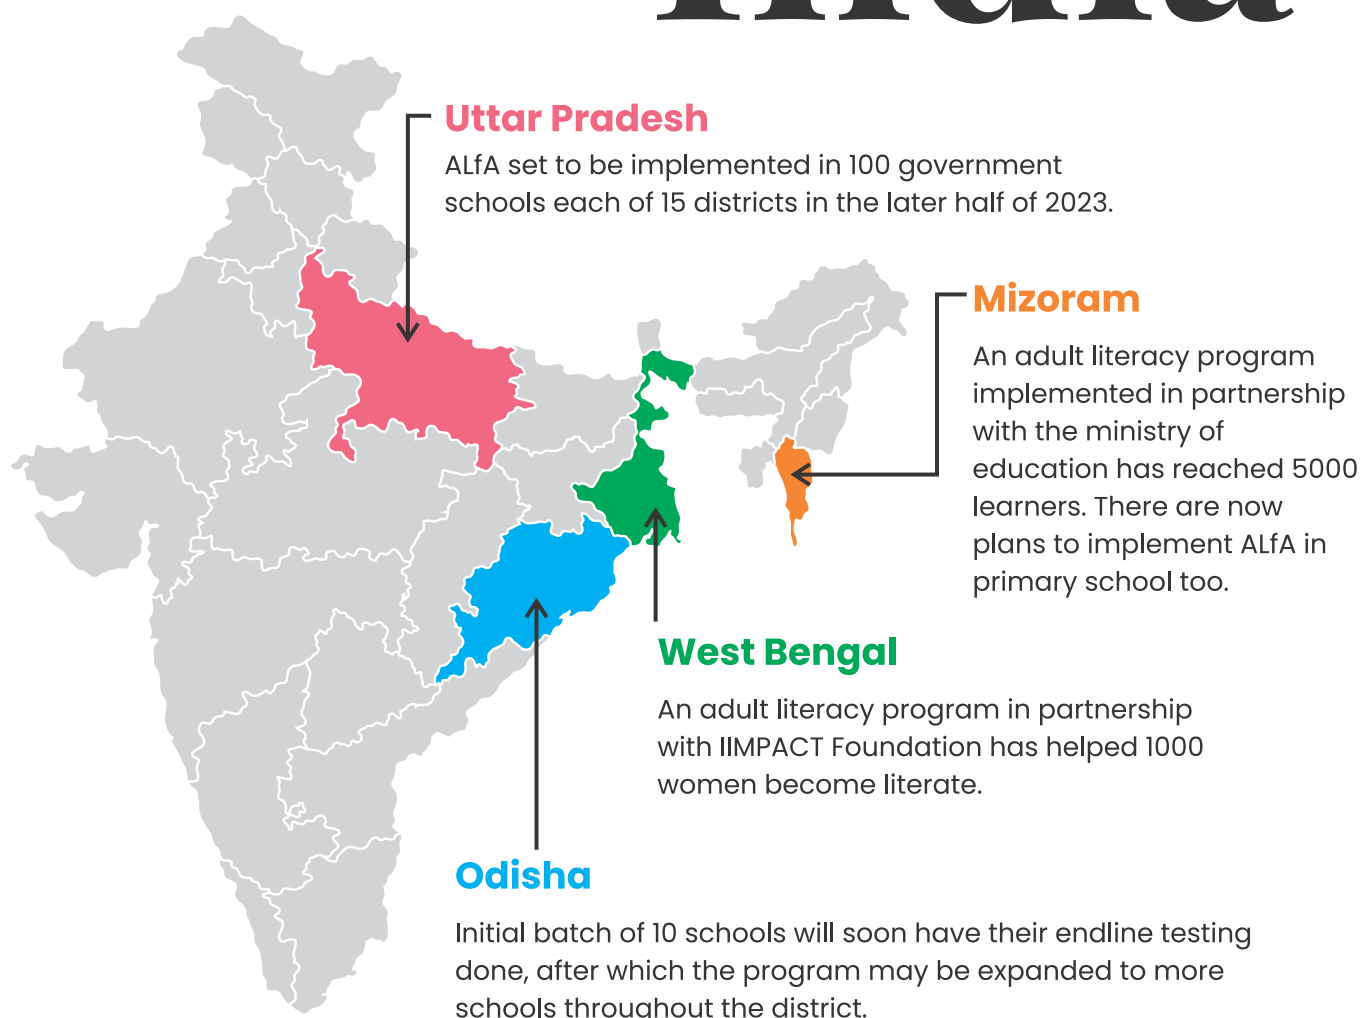 India
Uttar Pradesh
ALfA set to be implemented in 100 government
schools each of 15 districts in the later half of 2023.
Mizoram
An adult literacy program
implemented in partnership
with the ministry of
education has reached 5000
learners. There are now
plans to implement ALfA in
primary school too.
West Bengal
An adult literacy program in partnership
with IIMPACT Foundation has helped 1000
women become literate.
Odisha
Initial batch of 10 schools will soon have their endline testing
done, after which the program may be expanded to more
schools throughout the district.